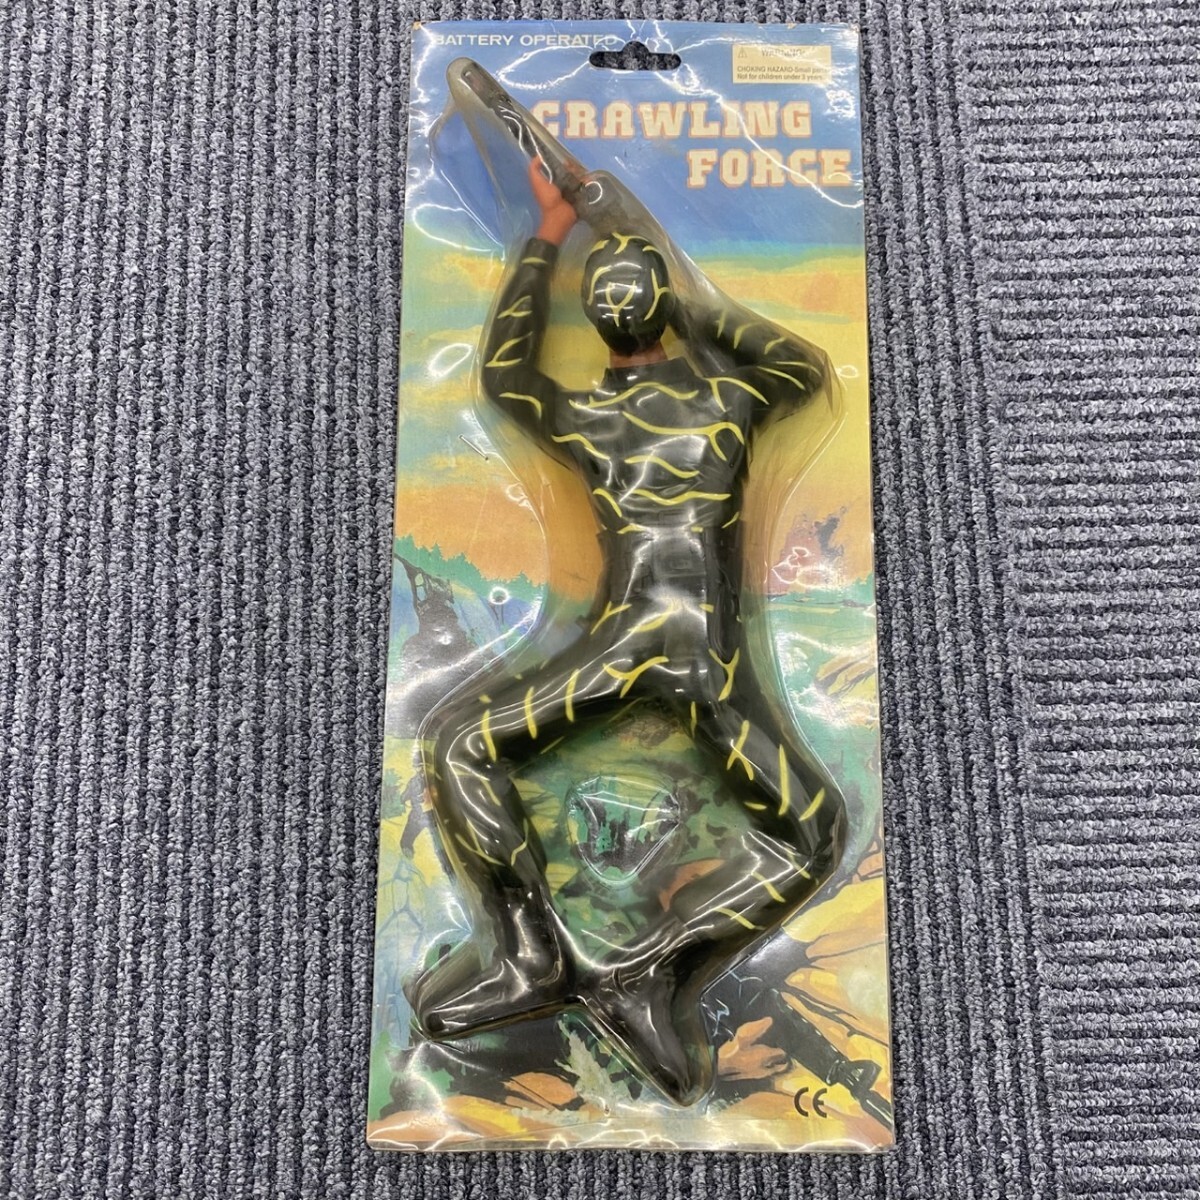 BATTERY OPERATED
WARNING:
CHOKING HAZARD-Small parts
Not for children under 3 years
CRAWLING
FORCE
CE